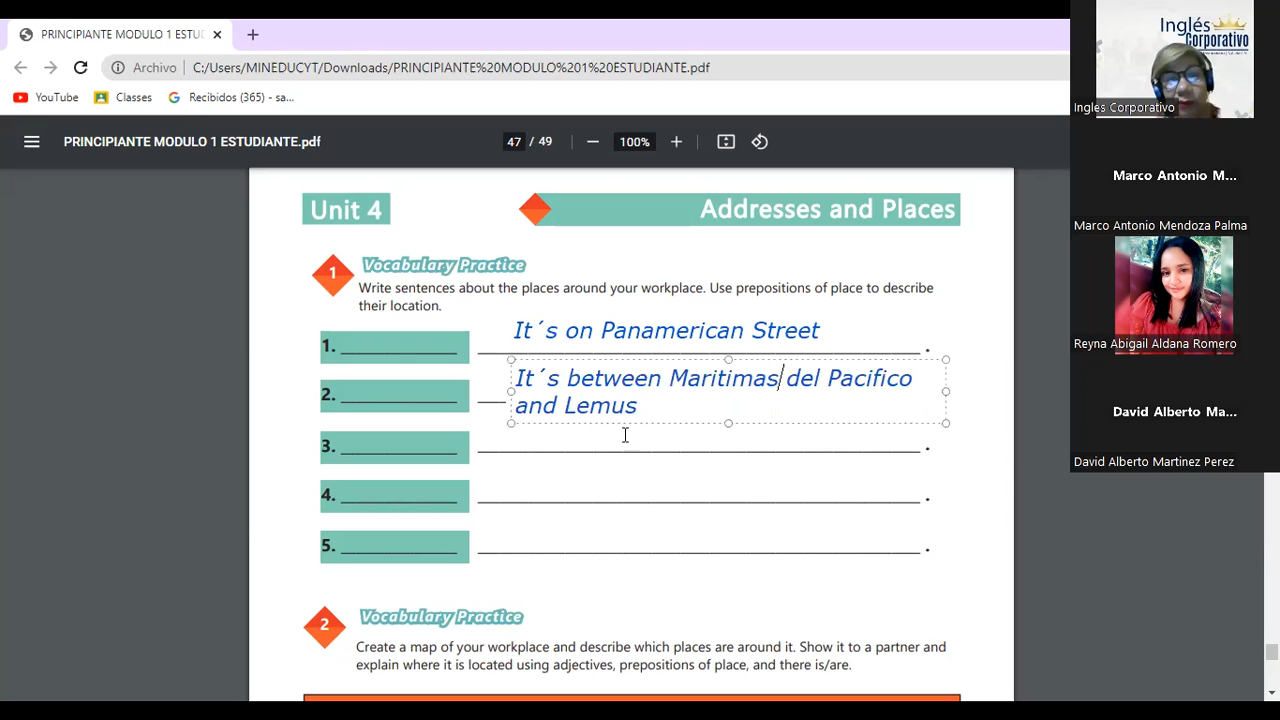 PRINCIPIANTE MODULO 1 ESTUD
Archivo C:/Users/MINEDUCYT/Downloads/PRINCIPIANTE%20MODULO%201%20ESTUDIANTE.pdf
YouTube Classes Recibidos (365) - sa...
PRINCIPIANTE MODULO 1 ESTUDIANTE.pdf 47 / 49 100%
Unit 4 Addresses and Places
1 Vocabulary Practice
Write sentences about the places around your workplace. Use prepositions of place to describe
their location.
1. ____________ It´s on Panamerican Street .
2. ____________ It´s between Maritimas del Pacifico
and Lemus
3. ____________ .
4. ____________ .
5. ____________ .
2 Vocabulary Practice
Create a map of your workplace and describe which places are around it. Show it to a partner and
explain where it is located using adjectives, prepositions of place, and there is/are.
Inglés
Corporativo
Ingles Corporativo
Marco Antonio M...
Marco Antonio Mendoza Palma
Reyna Abigail Aldana Romero
David Alberto Ma...
David Alberto Martinez Perez